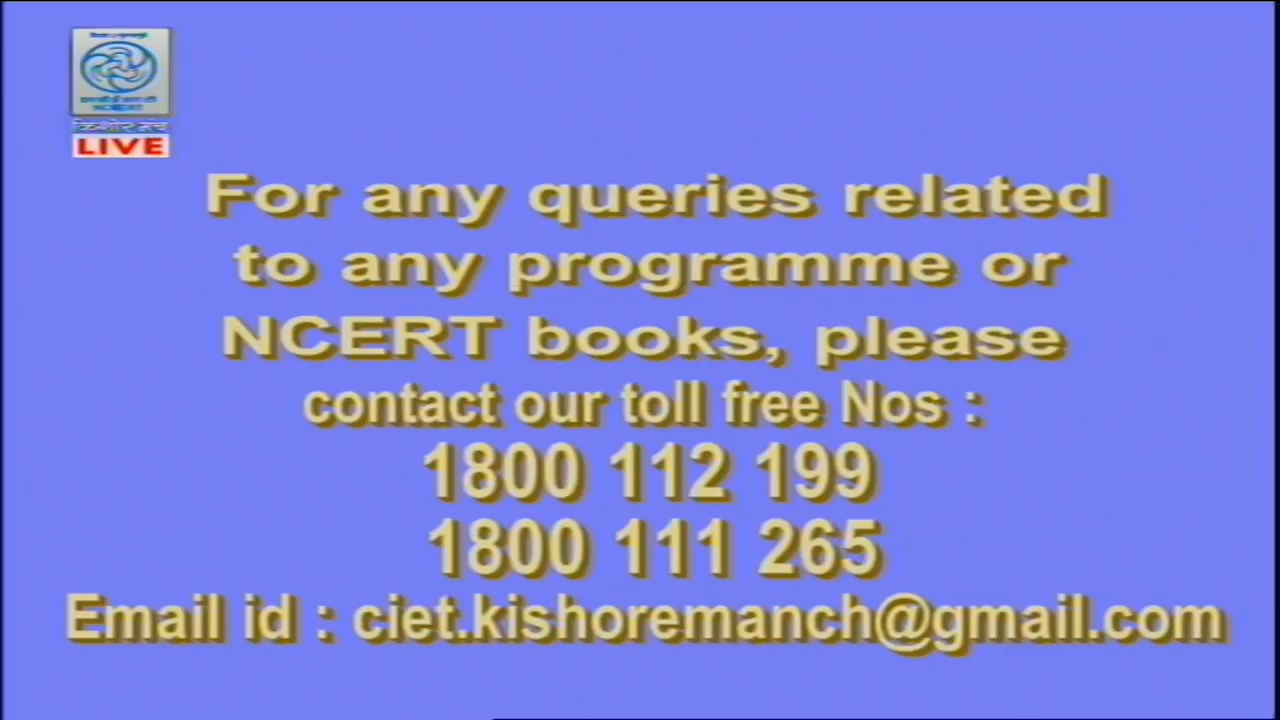 NCERT
किशोर मंच
LIVE
For any queries related
to any programme or
NCERT books, please
contact our toll free Nos :
1800 112 199
1800 111 265
Email id : ciet.kishoremanch@gmail.com